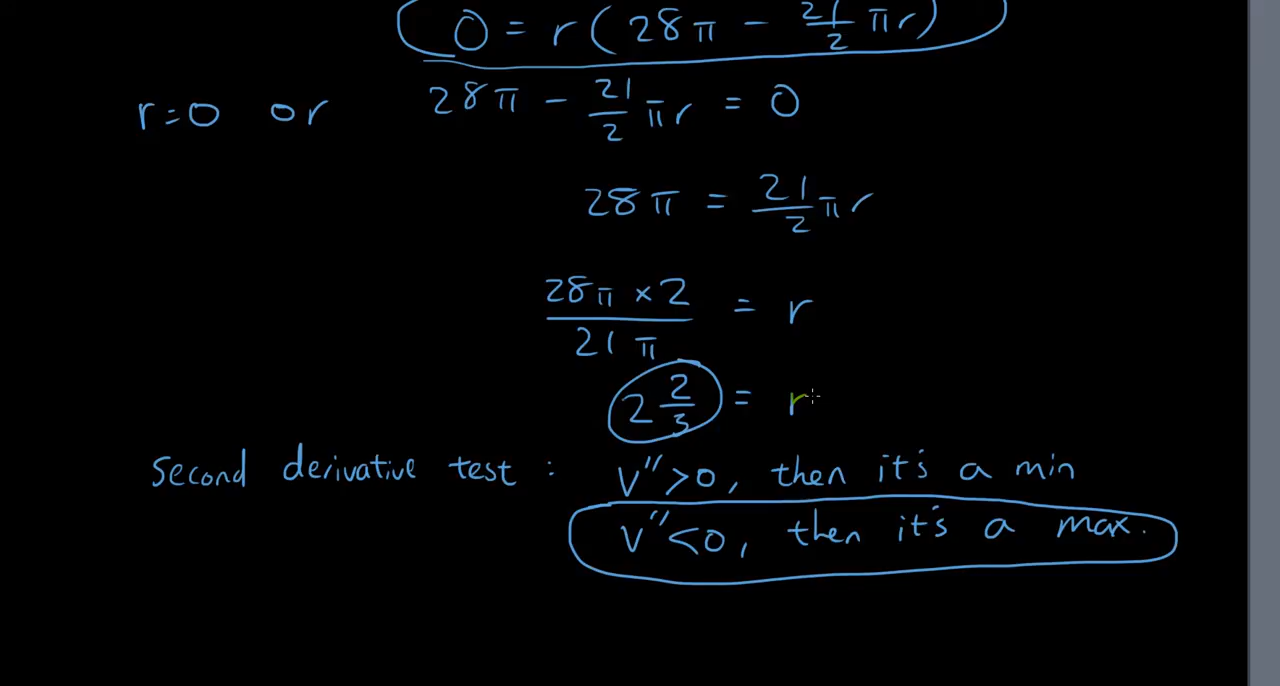 0 = r(28π − 21/2 πr)
r=0 or 28π − 21/2 πr = 0
28π = 21/2 πr
28π × 2 / 21π = r
2 2/3 = r
Second derivative test : V''>0, then it's a min
V''<0, then it's a max.